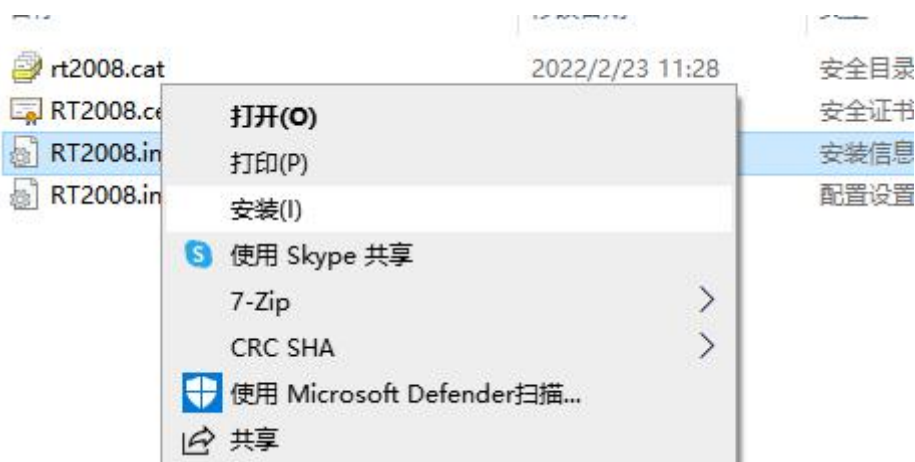 rt2008.cat 2022/2/23 11:28 安全目录
RT2008.ce 安全证书
RT2008.in 安装信息
RT2008.in 配置设置
打开(O)
打印(P)
安装(I)
使用 Skype 共享
7-Zip
CRC SHA
使用 Microsoft Defender扫描...
共享